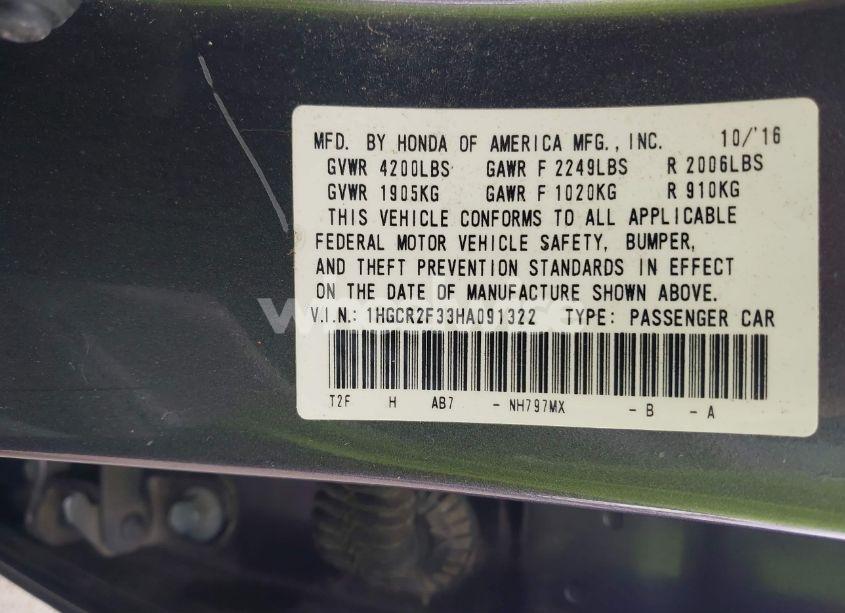 MFD. BY HONDA OF AMERICA MFG., INC. 10/'16
GVWR 4200LBS GAWR F 2249LBS R 2006LBS
GVWR 1905KG GAWR F 1020KG R 910KG
THIS VEHICLE CONFORMS TO ALL APPLICABLE
FEDERAL MOTOR VEHICLE SAFETY, BUMPER,
AND THEFT PREVENTION STANDARDS IN EFFECT
ON THE DATE OF MANUFACTURE SHOWN ABOVE.
V.I.N.: 1HGCR2F33HA091322 TYPE: PASSENGER CAR
T2F H AB7 - NH797MX - B - A